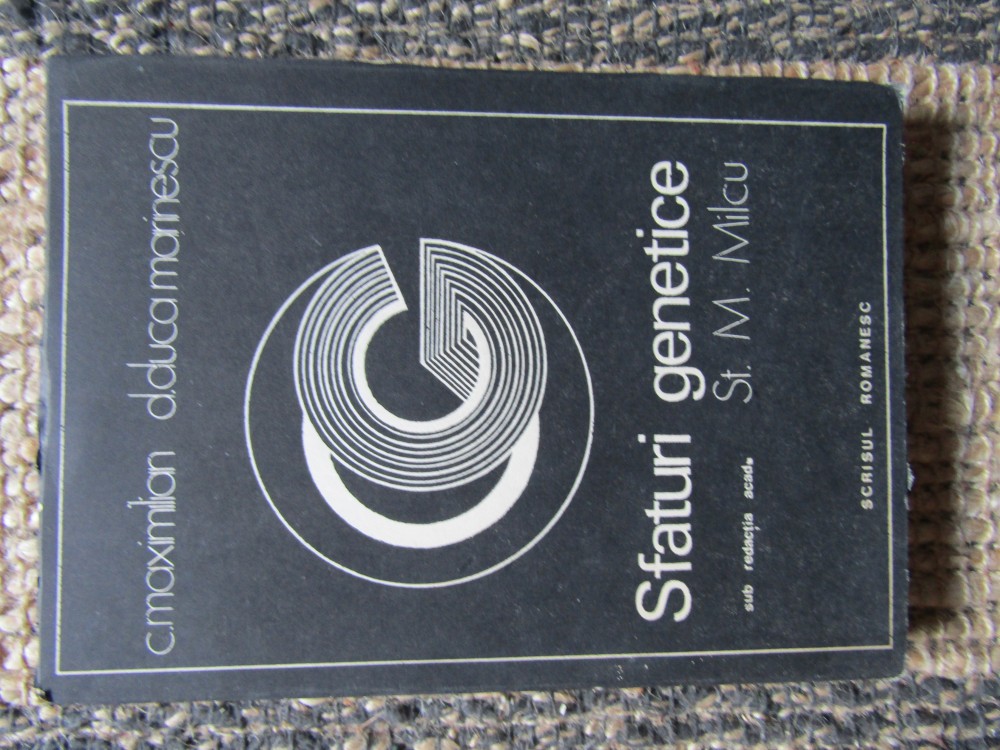 c.maximilian d.duca marinescu
Sfaturi genetice
sub redacția acad. St. M. Milcu
SCRISUL ROMANESC